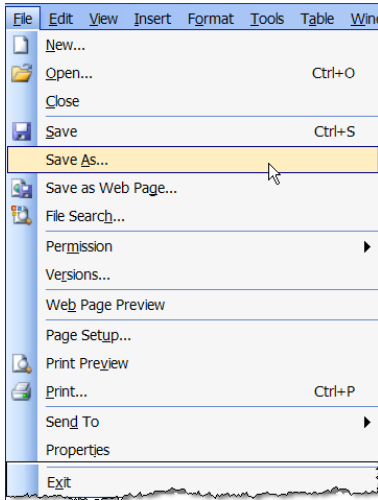 File Edit View Insert Format Tools Table
New...
Open... Ctrl+O
Close
Save Ctrl+S
Save As...
Save as Web Page...
File Search...
Permission
Versions...
Web Page Preview
Page Setup...
Print Preview
Print... Ctrl+P
Send To
Properties
Exit